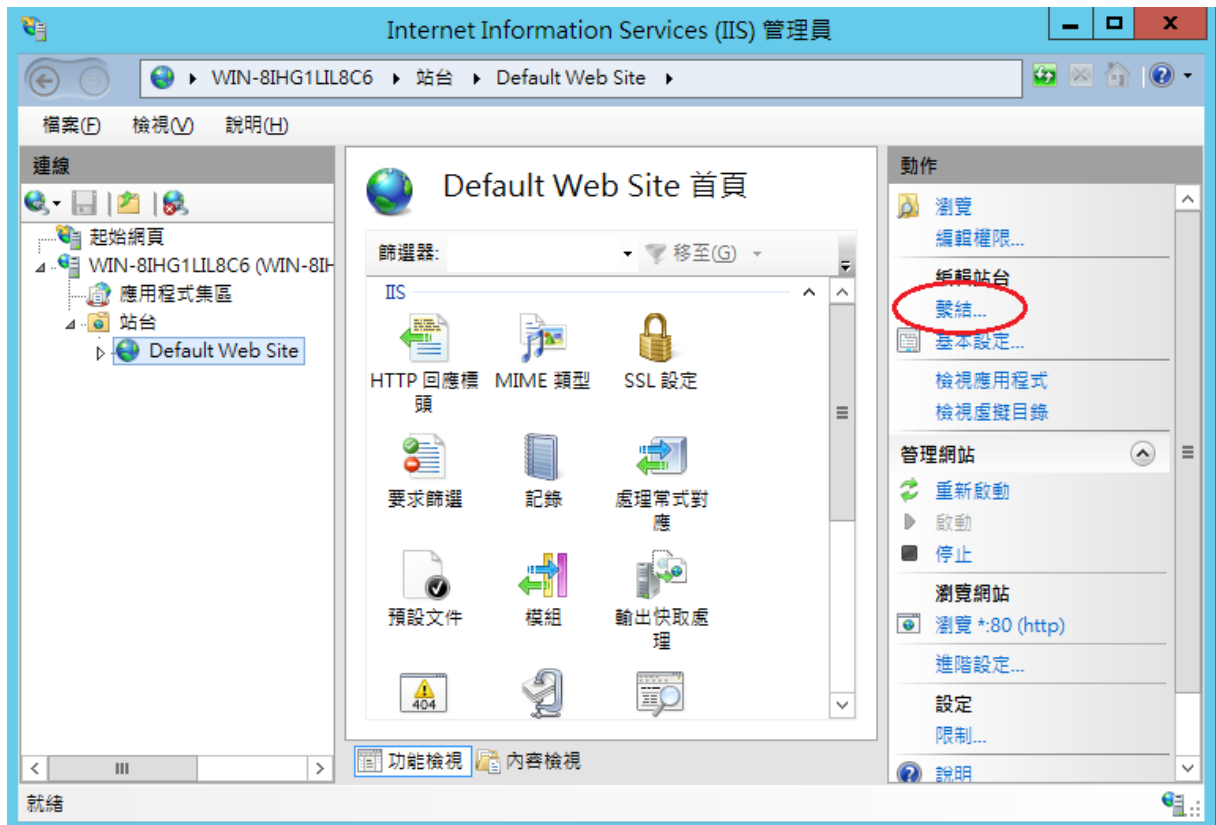 Internet Information Services (IIS) 管理員
WIN-8IHG1LIL8C6 ▸ 站台 ▸ Default Web Site ▸
檔案(F) 檢視(V) 說明(H)
連線
起始網頁
WIN-8IHG1LIL8C6 (WIN-8IH
應用程式集區
站台
Default Web Site
Default Web Site 首頁
篩選器:
移至(G)
IIS
HTTP 回應標
頭
MIME 類型
SSL 設定
要求篩選
記錄
處理常式對
應
預設文件
模組
輸出快取處
理
404
功能檢視
內容檢視
動作
瀏覽
編輯權限...
編輯站台
繫結...
基本設定...
檢視應用程式
檢視虛擬目錄
管理網站
重新啟動
啟動
停止
瀏覽網站
瀏覽 *:80 (http)
進階設定...
設定
限制...
說明
就緒